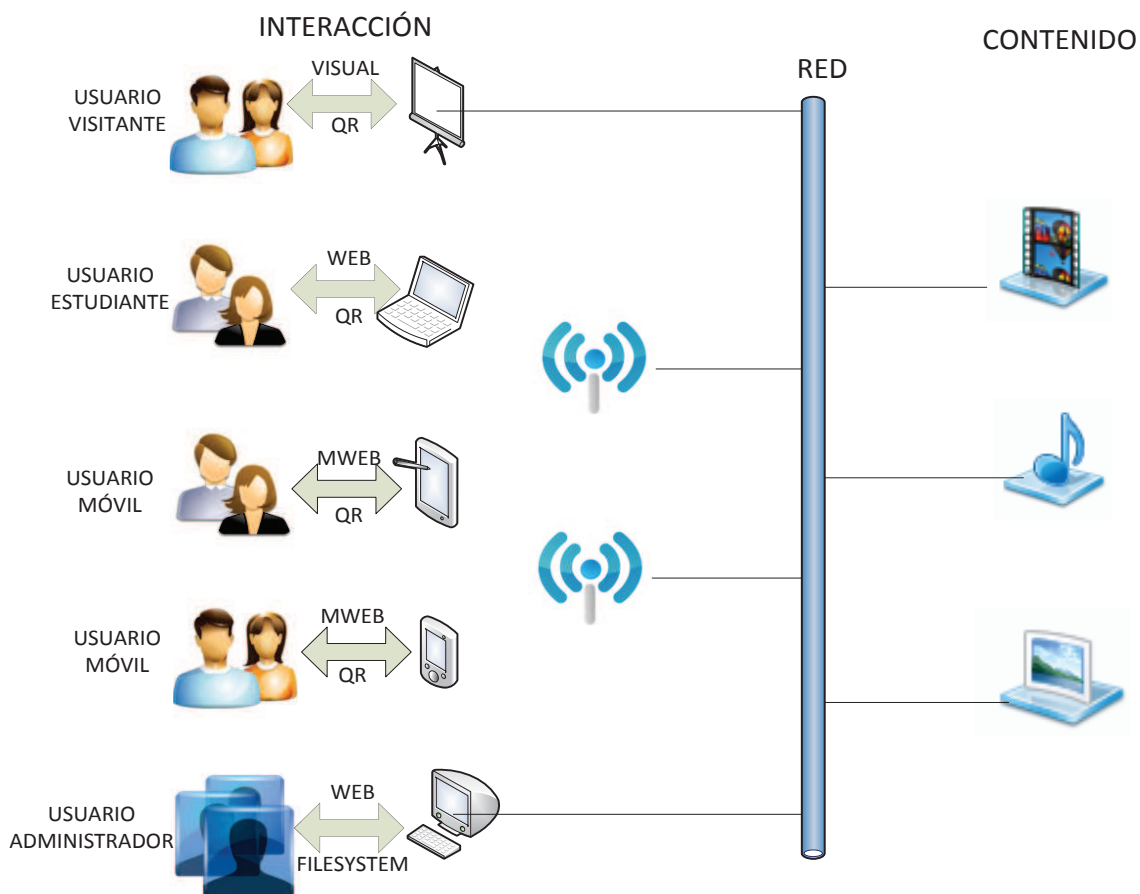 INTERACCIÓN
CONTENIDO
RED
USUARIO
VISITANTE
VISUAL
QR
USUARIO
ESTUDIANTE
WEB
QR
USUARIO
MÓVIL
MWEB
QR
USUARIO
MÓVIL
MWEB
QR
USUARIO
ADMINISTRADOR
WEB
FILESYSTEM